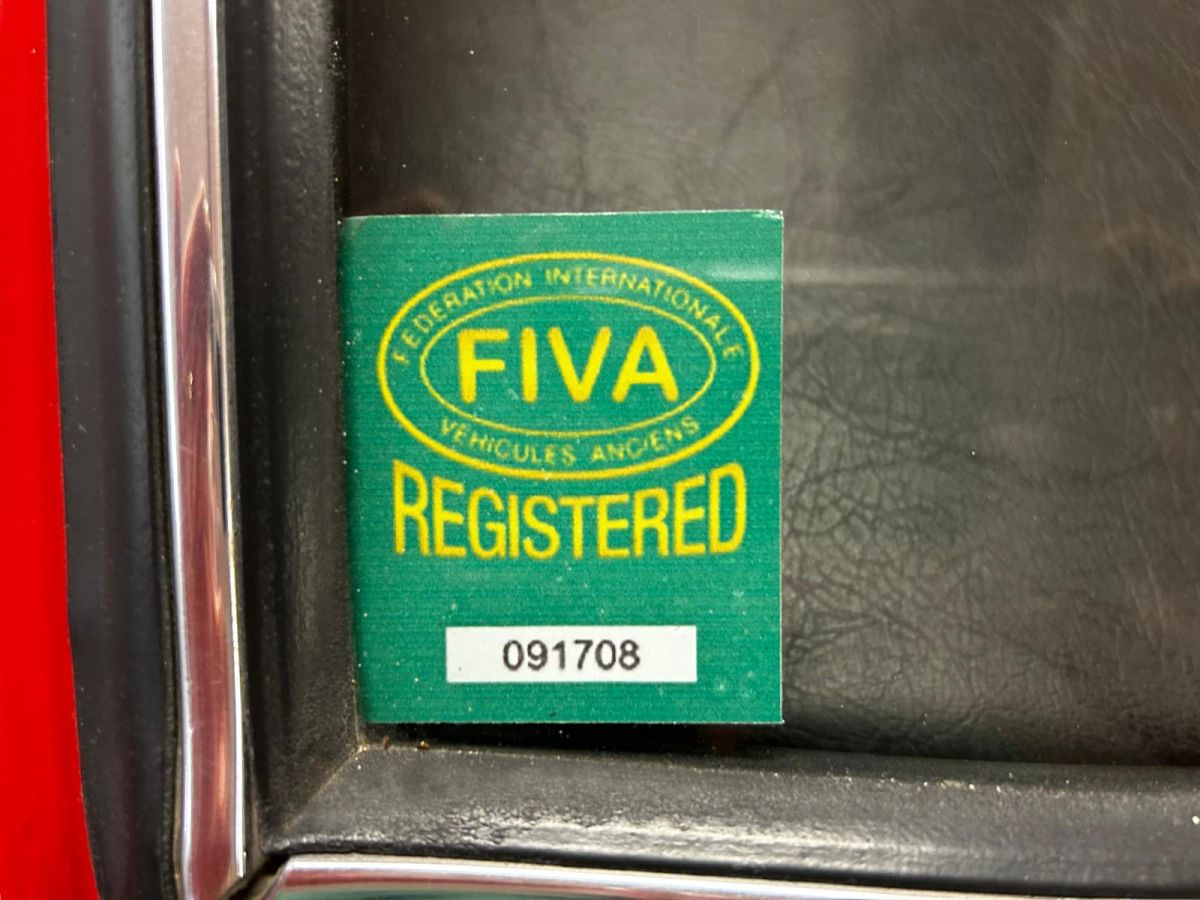 FEDERATION INTERNATIONALE
FIVA
VEHICULES ANCIENS
REGISTERED
091708